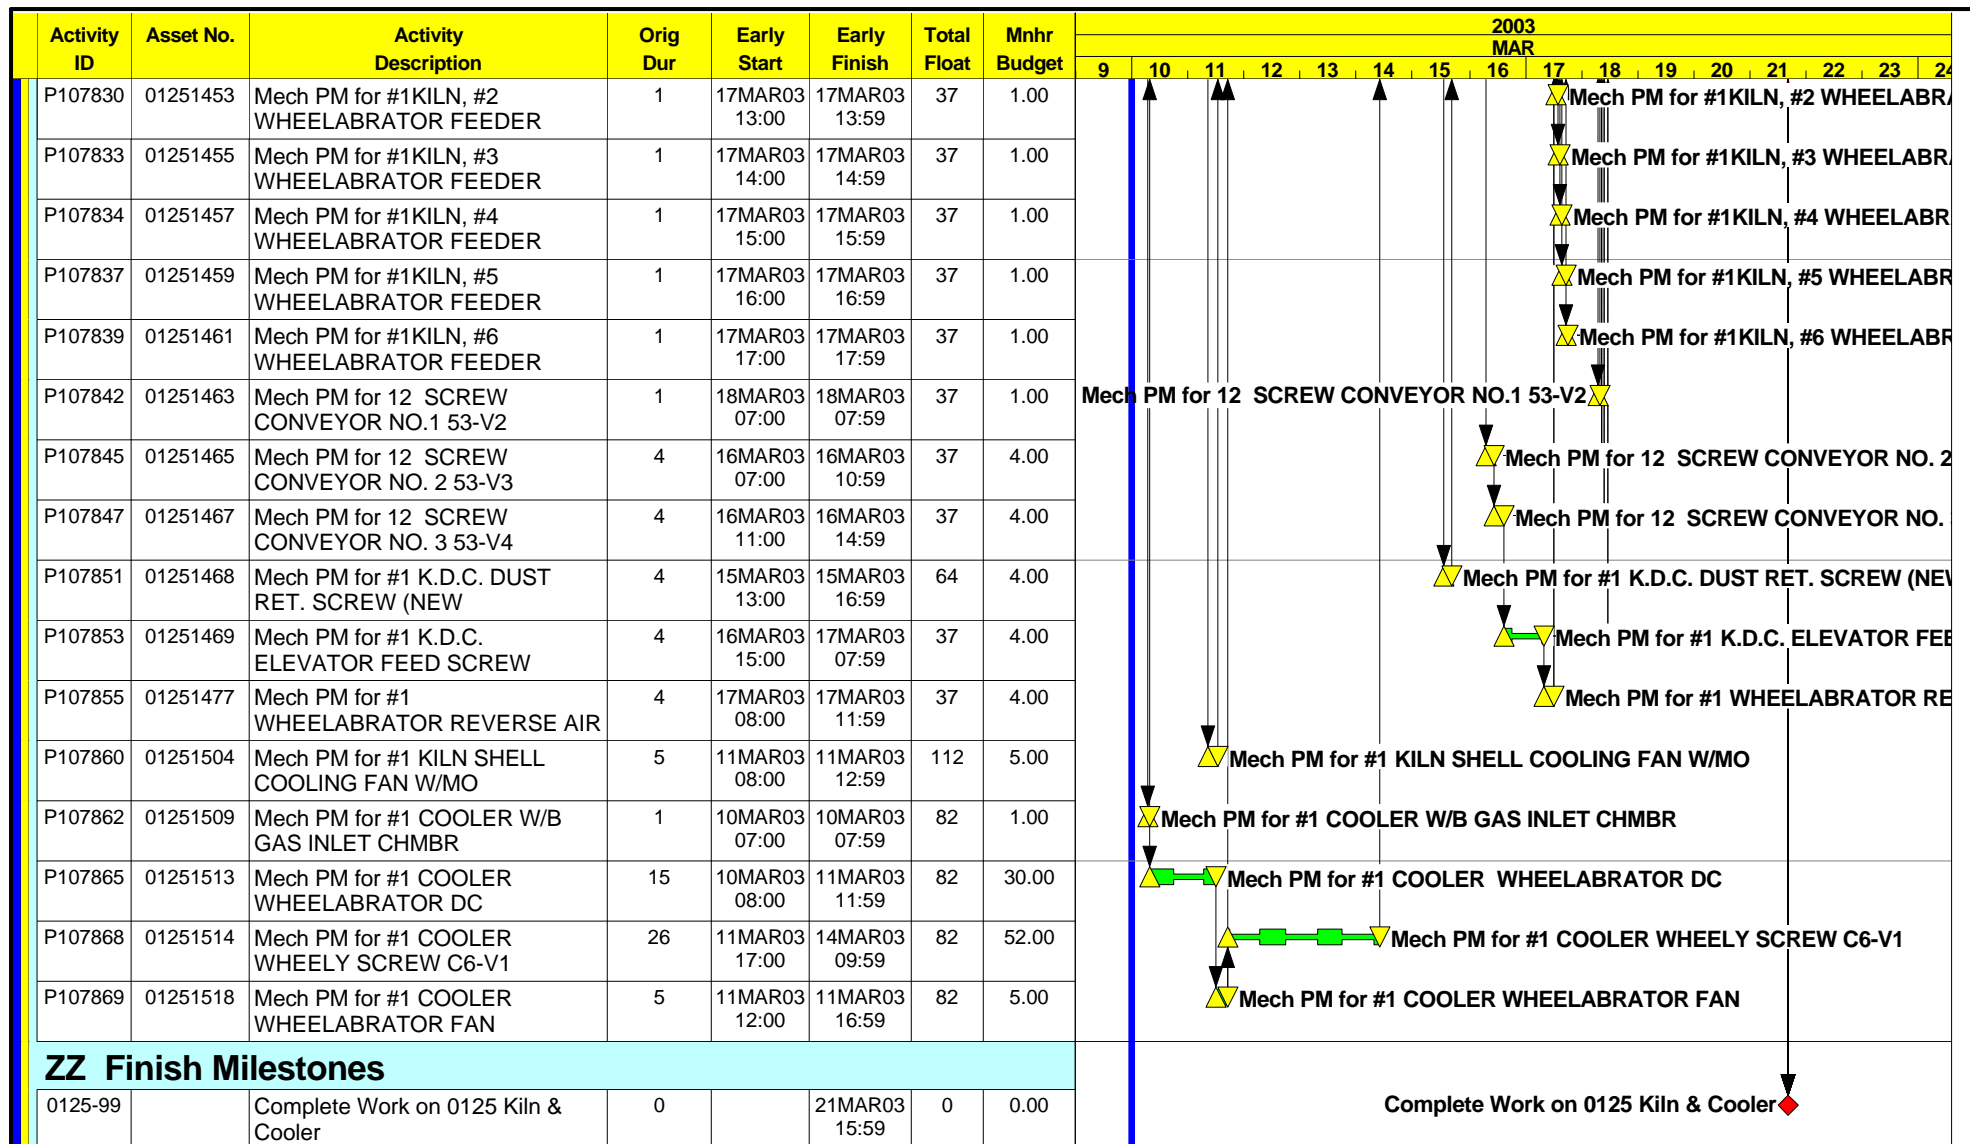 2003
Activity Asset No. Activity Orig Early Early Total Mnhr MAR
ID Description Dur Start Finish Float Budget 9 10 11 12 13 14 15 16 17 18 19 20 21 22 23 24
P107830 01251453 Mech PM for #1KILN, #2 1 17MAR03 17MAR03 37 1.00 Mech PM for #1KILN, #2 WHEELABRA
WHEELABRATOR FEEDER 13:00 13:59
P107833 01251455 Mech PM for #1KILN, #3 1 17MAR03 17MAR03 37 1.00 Mech PM for #1KILN, #3 WHEELABRA
WHEELABRATOR FEEDER 14:00 14:59
P107834 01251457 Mech PM for #1KILN, #4 1 17MAR03 17MAR03 37 1.00 Mech PM for #1KILN, #4 WHEELABR
WHEELABRATOR FEEDER 15:00 15:59
P107837 01251459 Mech PM for #1KILN, #5 1 17MAR03 17MAR03 37 1.00 Mech PM for #1KILN, #5 WHEELABR
WHEELABRATOR FEEDER 16:00 16:59
P107839 01251461 Mech PM for #1KILN, #6 1 17MAR03 17MAR03 37 1.00 Mech PM for #1KILN, #6 WHEELABR
WHEELABRATOR FEEDER 17:00 17:59
P107842 01251463 Mech PM for 12 SCREW 1 18MAR03 18MAR03 37 1.00 Mech PM for 12 SCREW CONVEYOR NO.1 53-V2
CONVEYOR NO.1 53-V2 07:00 07:59
P107845 01251465 Mech PM for 12 SCREW 4 16MAR03 16MAR03 37 4.00 Mech PM for 12 SCREW CONVEYOR NO. 2
CONVEYOR NO. 2 53-V3 07:00 10:59
P107847 01251467 Mech PM for 12 SCREW 4 16MAR03 16MAR03 37 4.00 Mech PM for 12 SCREW CONVEYOR NO.
CONVEYOR NO. 3 53-V4 11:00 14:59
P107851 01251468 Mech PM for #1 K.D.C. DUST 4 15MAR03 15MAR03 64 4.00 Mech PM for #1 K.D.C. DUST RET. SCREW (NEW
RET. SCREW (NEW 13:00 16:59
P107853 01251469 Mech PM for #1 K.D.C. 4 16MAR03 17MAR03 37 4.00 Mech PM for #1 K.D.C. ELEVATOR FEE
ELEVATOR FEED SCREW 15:00 07:59
P107855 01251477 Mech PM for #1 4 17MAR03 17MAR03 37 4.00 Mech PM for #1 WHEELABRATOR RE
WHEELABRATOR REVERSE AIR 08:00 11:59
P107860 01251504 Mech PM for #1 KILN SHELL 5 11MAR03 11MAR03 112 5.00 Mech PM for #1 KILN SHELL COOLING FAN W/MO
COOLING FAN W/MO 08:00 12:59
P107862 01251509 Mech PM for #1 COOLER W/B 1 10MAR03 10MAR03 82 1.00 Mech PM for #1 COOLER W/B GAS INLET CHMBR
GAS INLET CHMBR 07:00 07:59
P107865 01251513 Mech PM for #1 COOLER 15 10MAR03 11MAR03 82 30.00 Mech PM for #1 COOLER WHEELABRATOR DC
WHEELABRATOR DC 08:00 11:59
P107868 01251514 Mech PM for #1 COOLER 26 11MAR03 14MAR03 82 52.00 Mech PM for #1 COOLER WHEELY SCREW C6-V1
WHEELY SCREW C6-V1 17:00 09:59
P107869 01251518 Mech PM for #1 COOLER 5 11MAR03 11MAR03 82 5.00 Mech PM for #1 COOLER WHEELABRATOR FAN
WHEELABRATOR FAN 12:00 16:59
ZZ Finish Milestones
0125-99 Complete Work on 0125 Kiln & 0 21MAR03 0 0.00 Complete Work on 0125 Kiln & Cooler
Cooler 15:59